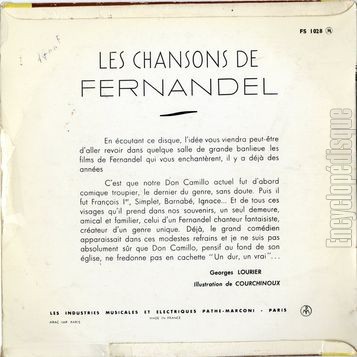 FS 1028 M
LES CHANSONS DE
FERNANDEL
En écoutant ce disque, l'idée vous viendra peut-être
d'aller revoir dans quelque salle de grande banlieue les
films de Fernandel qui vous enchantèrent, il y a déjà des
années
C'est que notre Don Camillo actuel fut d'abord
comique troupier, le dernier du genre, sans doute. Puis il
fut François Iᵉʳ, Simplet, Barnabé, Ignace... Et de tous ces
visages qu'il prend dans nos souvenirs, un seul demeure,
amical et familier, celui d'un Fernandel chanteur fantaisiste,
créateur d'un genre unique. Déjà, le grand comédien
apparaissait dans ces modestes refrains et je ne suis pas
absolument sûr que Don Camillo, pensif au fond de son
église, ne fredonne pas en cachette "Un dur, un vrai"...
Georges LOURIER
Illustration de COURCHINOUX
LES INDUSTRIES MUSICALES ET ELECTRIQUES PATHE-MARCONI - PARIS
MADE IN FRANCE
© encyclopédisque